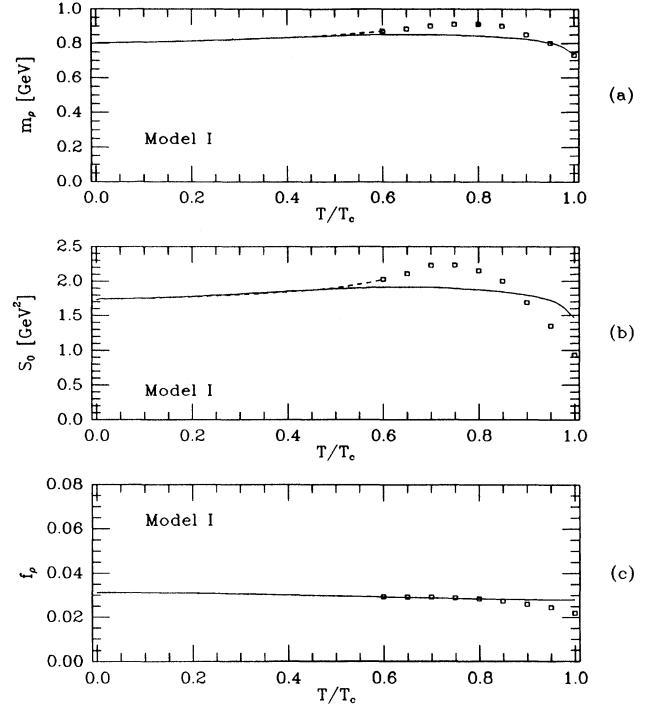 1.0
0.8
0.6
0.4
0.2
0.0
m_ρ [GeV]
Model I
0.0 0.2 0.4 0.6 0.8 1.0
T/T_c
(a)
2.5
2.0
1.5
1.0
0.5
0.0
S_0 [GeV²]
Model I
0.0 0.2 0.4 0.6 0.8 1.0
T/T_c
(b)
0.08
0.06
0.04
0.02
0.00
f_ρ
Model I
0.0 0.2 0.4 0.6 0.8 1.0
T/T_c
(c)